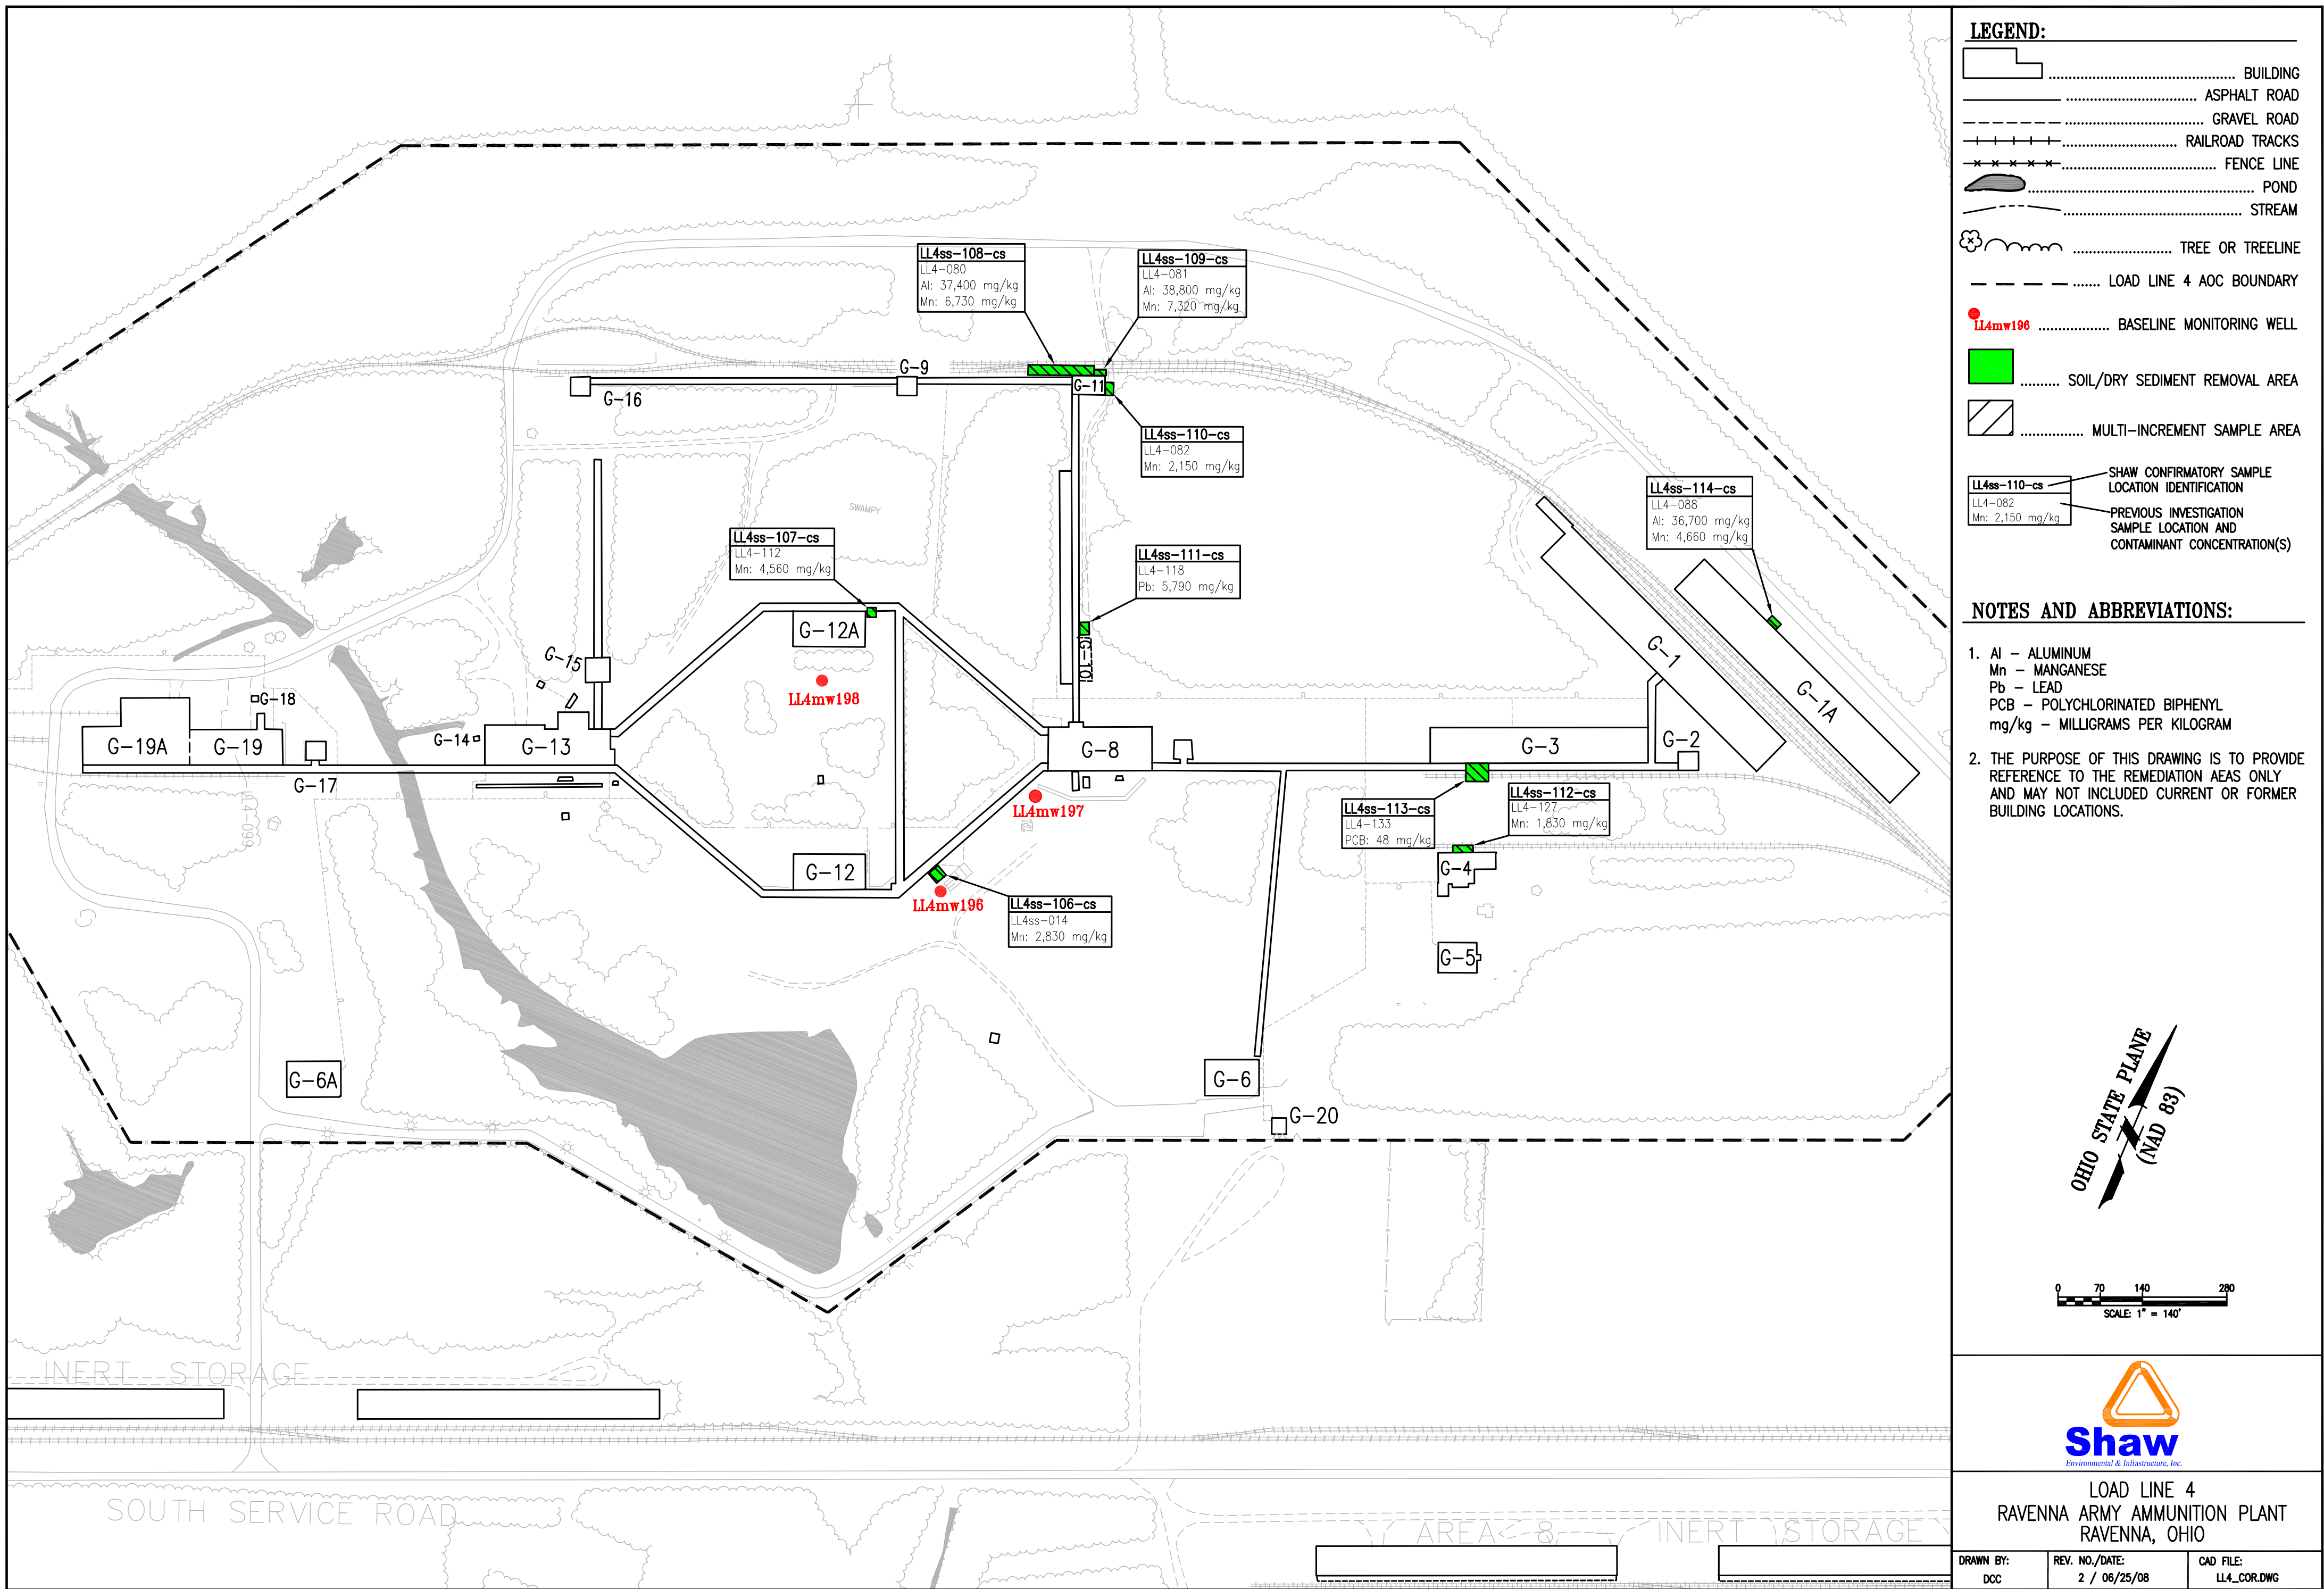 LL4ss-108-cs
LL4-080
Al: 37,400 mg/kg
Mn: 6,730 mg/kg
LL4ss-109-cs
LL4-081
Al: 38,800 mg/kg
Mn: 7,320 mg/kg
G-9
G-16
G-11
LL4ss-110-cs
LL4-082
Mn: 2,150 mg/kg
SWAMPY
LL4ss-114-cs
LL4-088
Al: 36,700 mg/kg
Mn: 4,660 mg/kg
LL4ss-107-cs
LL4-112
Mn: 4,560 mg/kg
LL4ss-111-cs
LL4-118
Pb: 5,790 mg/kg
G-12A
G-10
G-15
LL4mw198
G-1
G-1A
G-18
G-19A
G-19
G-14
G-13
G-8
G-3
G-2
G-17
LL4mw197
LL4ss-113-cs
LL4-133
PCB: 48 mg/kg
LL4ss-112-cs
LL4-127
Mn: 1,830 mg/kg
G-12
G-4
LL4mw196
LL4ss-106-cs
LL4ss-014
Mn: 2,830 mg/kg
G-5
G-6A
G-6
G-20
INERT STORAGE
SOUTH SERVICE ROAD
AREA 8 INERT STORAGE
LEGEND:
BUILDING
ASPHALT ROAD
GRAVEL ROAD
RAILROAD TRACKS
FENCE LINE
POND
STREAM
TREE OR TREELINE
LOAD LINE 4 AOC BOUNDARY
LL4mw196 BASELINE MONITORING WELL
SOIL/DRY SEDIMENT REMOVAL AREA
MULTI-INCREMENT SAMPLE AREA
LL4ss-110-cs
LL4-082
Mn: 2,150 mg/kg
SHAW CONFIRMATORY SAMPLE
LOCATION IDENTIFICATION
PREVIOUS INVESTIGATION
SAMPLE LOCATION AND
CONTAMINANT CONCENTRATION(S)
NOTES AND ABBREVIATIONS:
1. Al - ALUMINUM
Mn - MANGANESE
Pb - LEAD
PCB - POLYCHLORINATED BIPHENYL
mg/kg - MILLIGRAMS PER KILOGRAM
2. THE PURPOSE OF THIS DRAWING IS TO PROVIDE
REFERENCE TO THE REMEDIATION AEAS ONLY
AND MAY NOT INCLUDED CURRENT OR FORMER
BUILDING LOCATIONS.
OHIO STATE PLANE
(NAD 83)
0 70 140 280
SCALE: 1" = 140'
Shaw
Environmental & Infrastructure, Inc.
LOAD LINE 4
RAVENNA ARMY AMMUNITION PLANT
RAVENNA, OHIO
DRAWN BY:
DCC
REV. NO./DATE:
2 / 06/25/08
CAD FILE:
LL4_COR.DWG